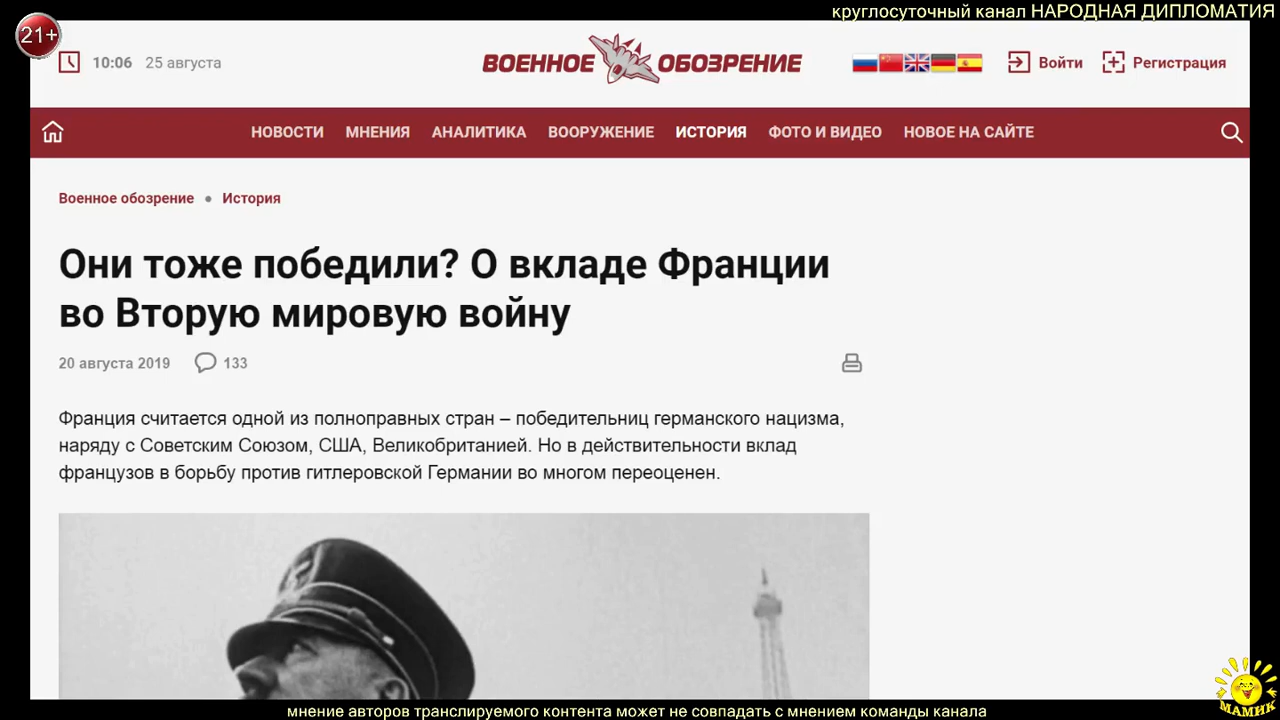 круглосуточный канал НАРОДНАЯ ДИПЛОМАТИЯ
21+
10:06 25 августа
ВОЕННОЕ ОБОЗРЕНИЕ
Войти
Регистрация
НОВОСТИ МНЕНИЯ АНАЛИТИКА ВООРУЖЕНИЕ ИСТОРИЯ ФОТО И ВИДЕО НОВОЕ НА САЙТЕ
Военное обозрение • История
Они тоже победили? О вкладе Франции
во Вторую мировую войну
20 августа 2019 133
Франция считается одной из полноправных стран – победительниц германского нацизма,
наряду с Советским Союзом, США, Великобританией. Но в действительности вклад
французов в борьбу против гитлеровской Германии во многом переоценен.
МАМИК
мнение авторов транслируемого контента может не совпадать с мнением команды канала